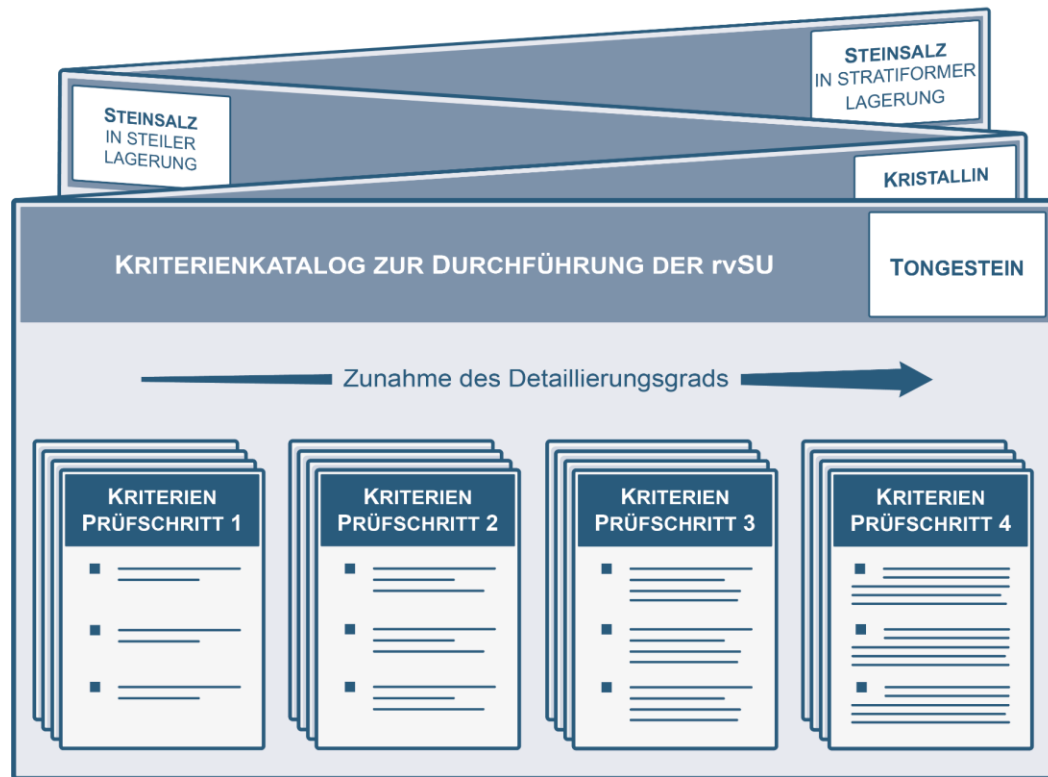 STEINSALZ
IN STRATIFORMER
LAGERUNG
STEINSALZ
IN STEILER
LAGERUNG
KRISTALLIN
KRITERIENKATALOG ZUR DURCHFÜHRUNG DER rvSU
TONGESTEIN
Zunahme des Detaillierungsgrads
KRITERIEN
PRÜFSCHRITT 1
KRITERIEN
PRÜFSCHRITT 2
KRITERIEN
PRÜFSCHRITT 3
KRITERIEN
PRÜFSCHRITT 4